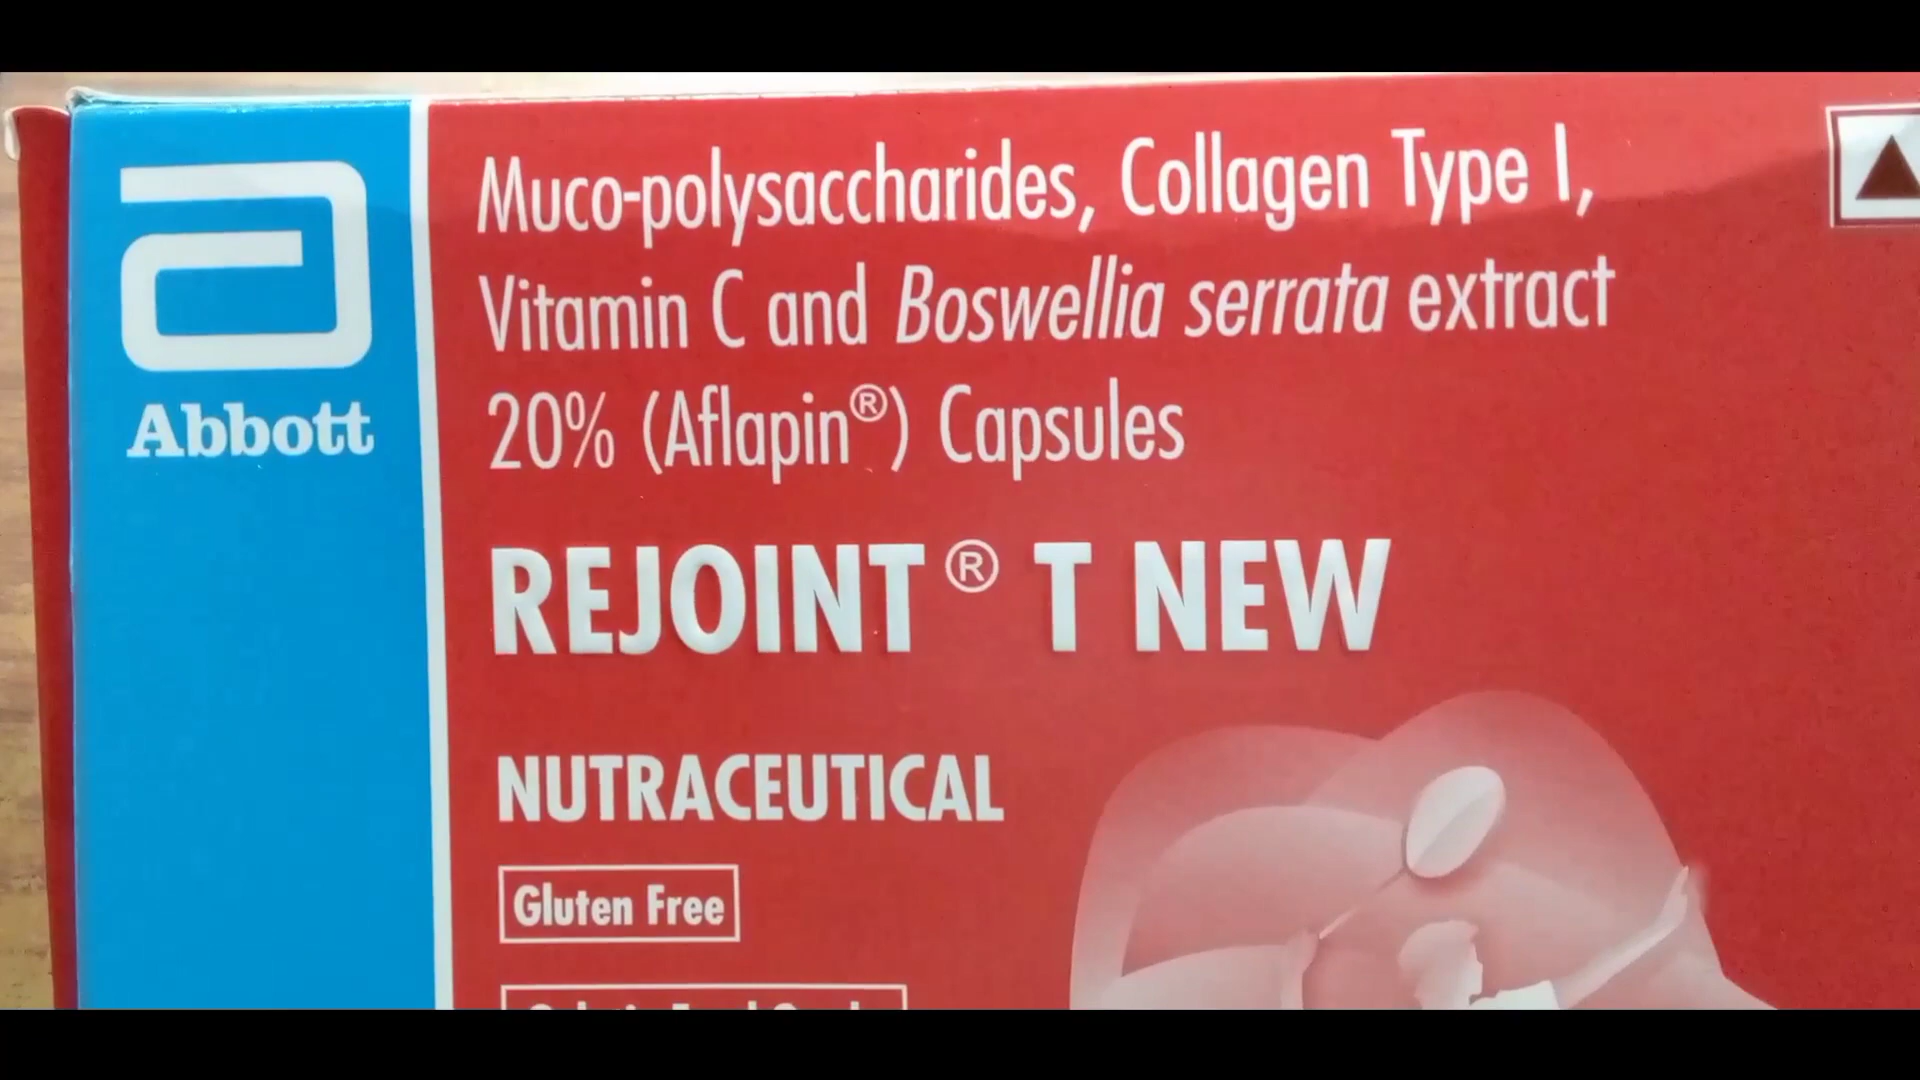 Abbott
Muco-polysaccharides, Collagen Type I,
Vitamin C and Boswellia serrata extract
20% (Aflapin®) Capsules
REJOINT® T NEW
NUTRACEUTICAL
Gluten Free